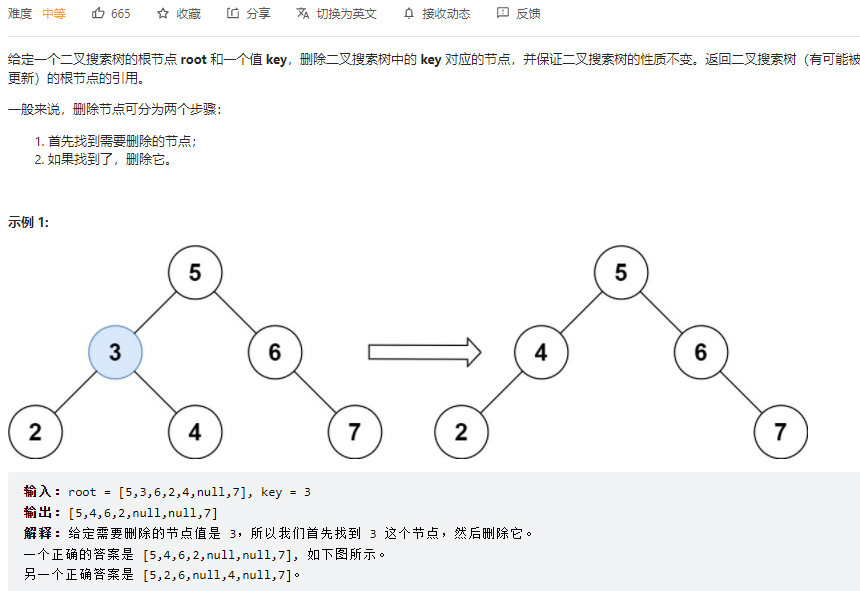 难度 中等 665 收藏 分享 切换为英文 接收动态 反馈
给定一个二叉搜索树的根节点 root 和一个值 key，删除二叉搜索树中的 key 对应的节点，并保证二叉搜索树的性质不变。返回二叉搜索树（有可能被
更新）的根节点的引用。
一般来说，删除节点可分为两个步骤：
1. 首先找到需要删除的节点；
2. 如果找到了，删除它。
示例 1:
5 5
3 6 4 6
2 4 7 2 7
输入：root = [5,3,6,2,4,null,7], key = 3
输出：[5,4,6,2,null,null,7]
解释：给定需要删除的节点值是 3，所以我们首先找到 3 这个节点，然后删除它。
一个正确的答案是 [5,4,6,2,null,null,7], 如下图所示。
另一个正确答案是 [5,2,6,null,4,null,7]。